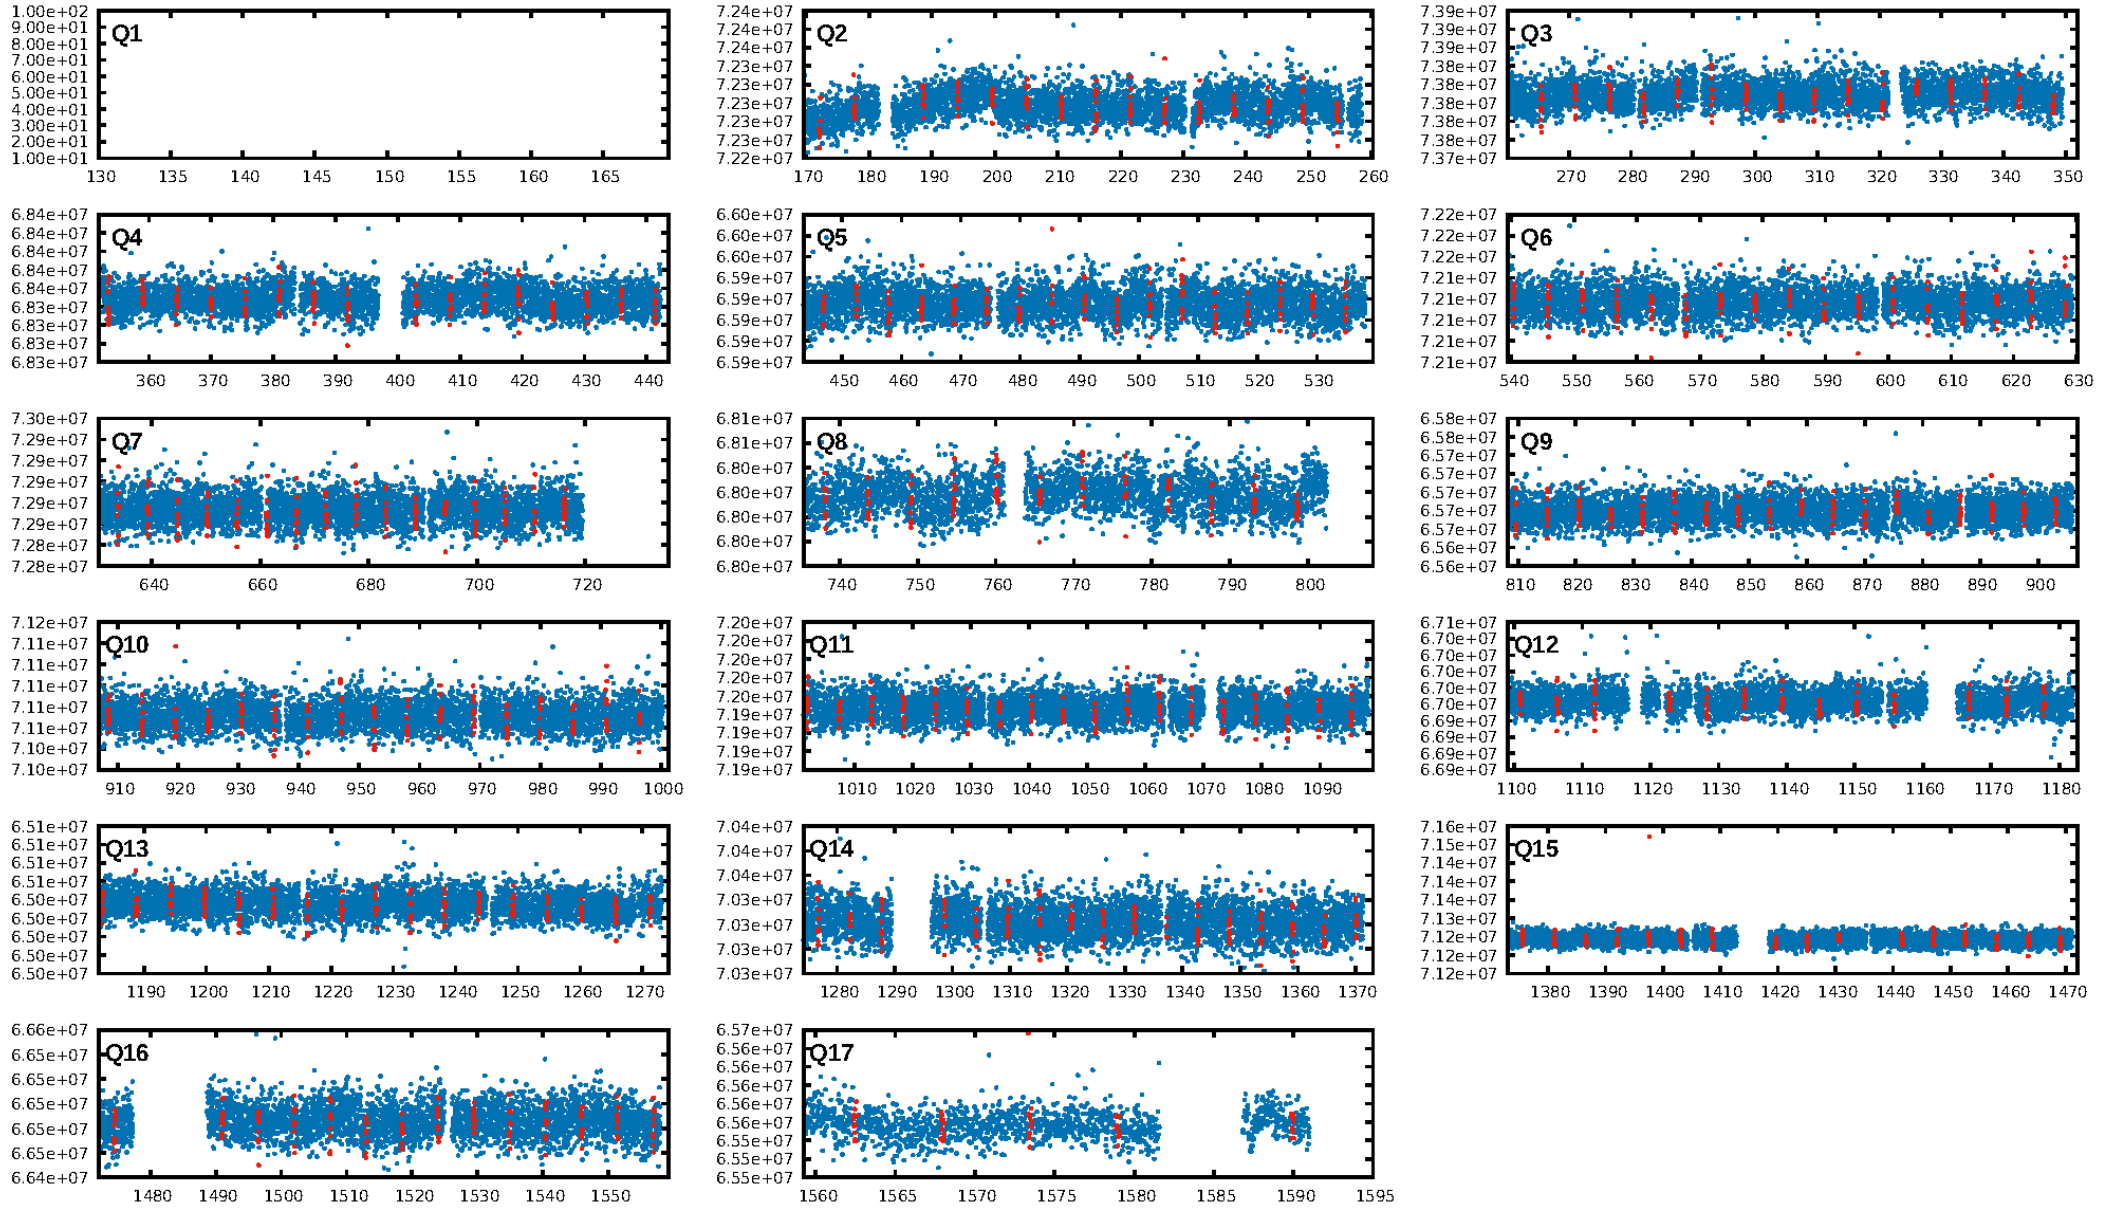 1.00e+02
9.00e+01
8.00e+01
7.00e+01
6.00e+01
5.00e+01
4.00e+01
3.00e+01
2.00e+01
1.00e+01
Q1
130 135 140 145 150 155 160 165
7.24e+07
7.24e+07
7.24e+07
7.23e+07
7.23e+07
7.23e+07
7.23e+07
7.23e+07
7.22e+07
Q2
170 180 190 200 210 220 230 240 250 260
7.39e+07
7.39e+07
7.39e+07
7.38e+07
7.38e+07
7.38e+07
7.38e+07
7.37e+07
7.37e+07
Q3
270 280 290 300 310 320 330 340 350
6.84e+07
6.84e+07
6.84e+07
6.84e+07
6.84e+07
6.83e+07
6.83e+07
6.83e+07
6.83e+07
Q4
360 370 380 390 400 410 420 430 440
6.60e+07
6.60e+07
6.60e+07
6.59e+07
6.59e+07
6.59e+07
6.59e+07
6.59e+07
Q5
450 460 470 480 490 500 510 520 530
7.22e+07
7.22e+07
7.22e+07
7.21e+07
7.21e+07
7.21e+07
7.21e+07
7.21e+07
Q6
540 550 560 570 580 590 600 610 620 630
7.30e+07
7.29e+07
7.29e+07
7.29e+07
7.29e+07
7.29e+07
7.28e+07
7.28e+07
Q7
640 660 680 700 720
6.81e+07
6.81e+07
6.80e+07
6.80e+07
6.80e+07
6.80e+07
6.80e+07
Q8
740 750 760 770 780 790 800
6.58e+07
6.58e+07
6.57e+07
6.57e+07
6.57e+07
6.57e+07
6.57e+07
6.56e+07
6.56e+07
Q9
810 820 830 840 850 860 870 880 890 900
7.12e+07
7.11e+07
7.11e+07
7.11e+07
7.11e+07
7.11e+07
7.10e+07
7.10e+07
Q10
910 920 930 940 950 960 970 980 990 1000
7.20e+07
7.20e+07
7.20e+07
7.20e+07
7.20e+07
7.19e+07
7.19e+07
7.19e+07
7.19e+07
Q11
1010 1020 1030 1040 1050 1060 1070 1080 1090
6.71e+07
6.70e+07
6.70e+07
6.70e+07
6.70e+07
6.70e+07
6.69e+07
6.69e+07
6.69e+07
6.69e+07
Q12
1100 1110 1120 1130 1140 1150 1160 1170 1180
6.51e+07
6.51e+07
6.51e+07
6.51e+07
6.50e+07
6.50e+07
6.50e+07
6.50e+07
6.50e+07
Q13
1190 1200 1210 1220 1230 1240 1250 1260 1270
7.04e+07
7.04e+07
7.04e+07
7.03e+07
7.03e+07
7.03e+07
7.03e+07
Q14
1280 1290 1300 1310 1320 1330 1340 1350 1360 1370
7.16e+07
7.15e+07
7.14e+07
7.14e+07
7.13e+07
7.13e+07
7.12e+07
7.12e+07
Q15
1380 1390 1400 1410 1420 1430 1440 1450 1460 1470
6.66e+07
6.65e+07
6.65e+07
6.65e+07
6.65e+07
6.65e+07
6.64e+07
Q16
1480 1490 1500 1510 1520 1530 1540 1550
6.57e+07
6.56e+07
6.56e+07
6.56e+07
6.56e+07
6.56e+07
6.55e+07
6.55e+07
6.55e+07
Q17
1560 1565 1570 1575 1580 1585 1590 1595